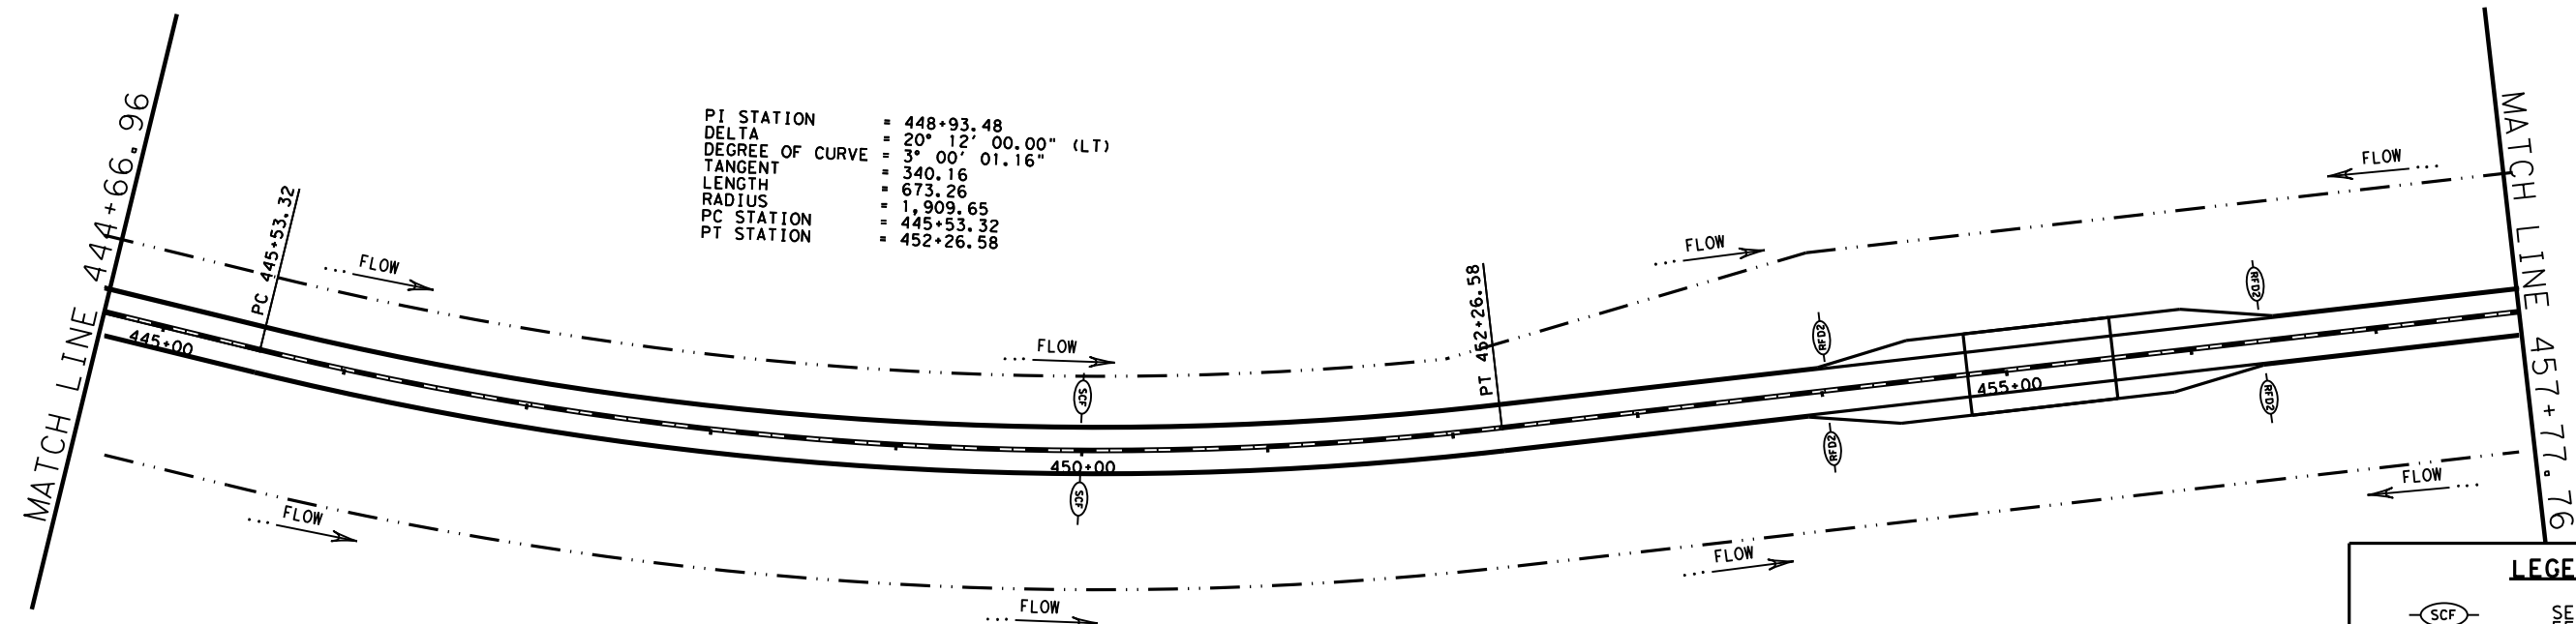 MATCH LINE 444+66.96
PC 445+53.32
445+00
FLOW
FLOW
PI STATION = 448+93.48
DELTA = 20° 12' 00.00" (LT)
DEGREE OF CURVE = 3° 00' 01.16"
TANGENT = 340.16
LENGTH = 673.26
RADIUS = 1,909.65
PC STATION = 445+53.32
PT STATION = 452+26.58
FLOW
SCF
450+00
SCF
FLOW
PT 452+26.58
FLOW
RFD2
RFD2
455+00
FLOW
RFD2
RFD2
FLOW
FLOW
MATCH LINE 457+77.76
LEGE
SCF SE